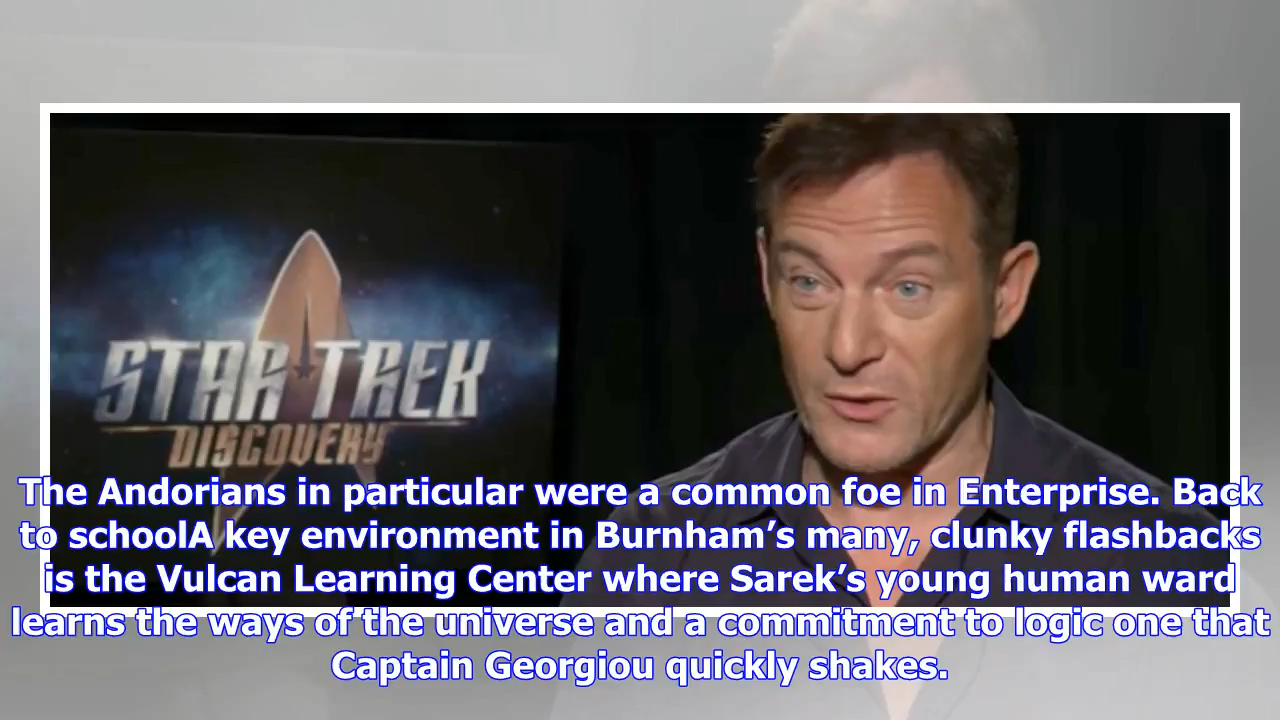 STAR TREK
DISCOVERY
The Andorians in particular were a common foe in Enterprise. Back
to schoolA key environment in Burnham’s many, clunky flashbacks
is the Vulcan Learning Center where Sarek’s young human ward
learns the ways of the universe and a commitment to logic one that
Captain Georgiou quickly shakes.